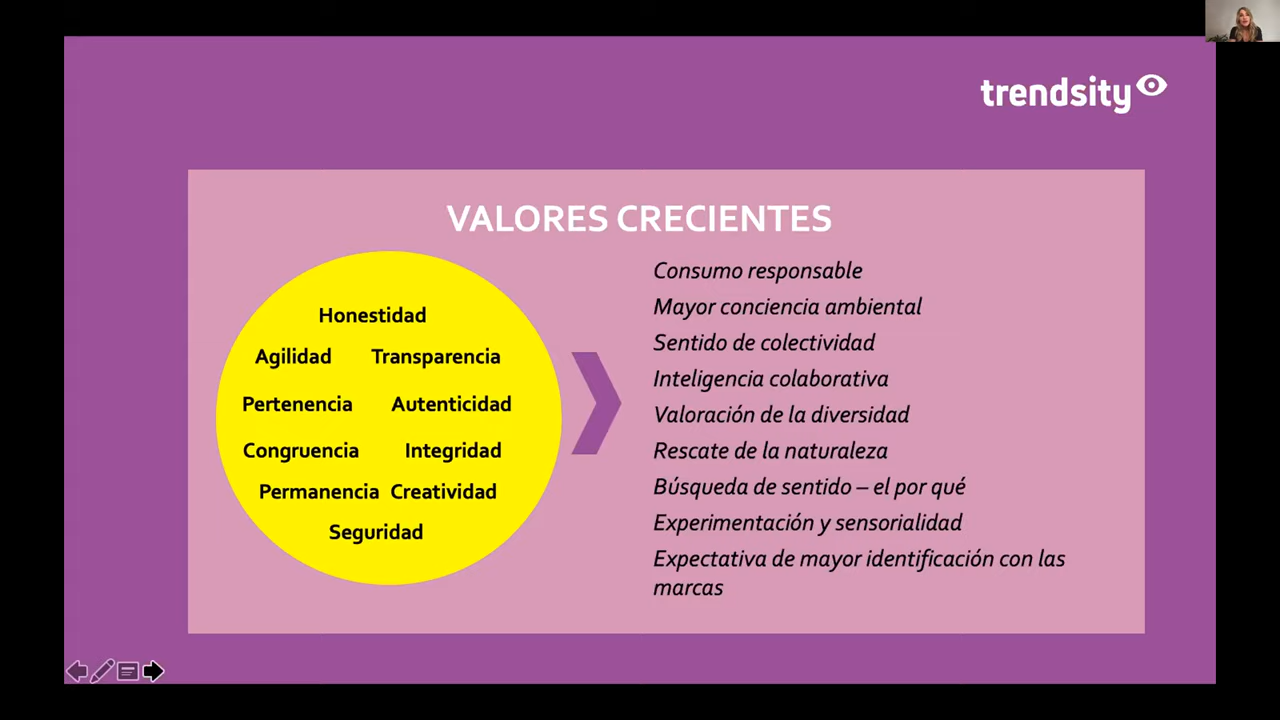 trendsity
VALORES CRECIENTES
Honestidad
Agilidad Transparencia
Pertenencia Autenticidad
Congruencia Integridad
Permanencia Creatividad
Seguridad
Consumo responsable
Mayor conciencia ambiental
Sentido de colectividad
Inteligencia colaborativa
Valoración de la diversidad
Rescate de la naturaleza
Búsqueda de sentido – el por qué
Experimentación y sensorialidad
Expectativa de mayor identificación con las
marcas